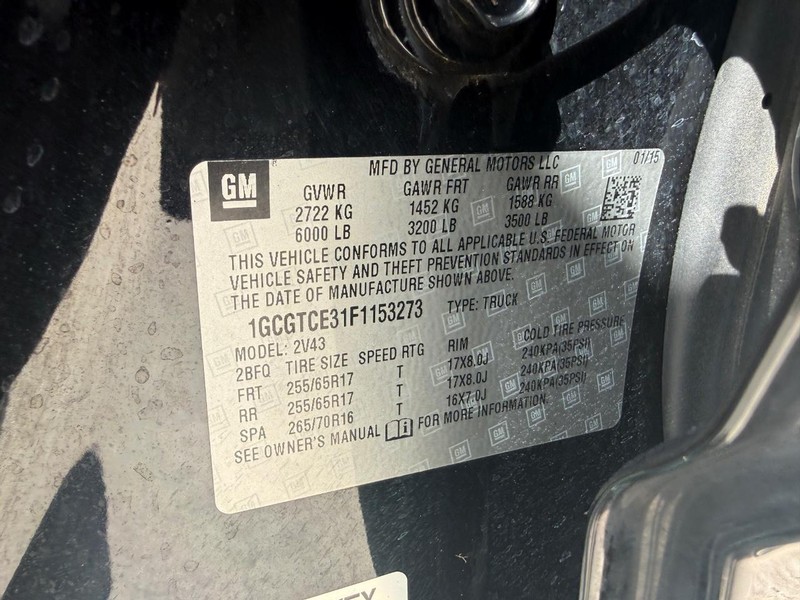 MFD BY GENERAL MOTORS LLC 01/15
GM
GVWR GAWR FRT GAWR RR
2722 KG 1452 KG 1588 KG
6000 LB 3200 LB 3500 LB
THIS VEHICLE CONFORMS TO ALL APPLICABLE U.S. FEDERAL MOTOR
VEHICLE SAFETY AND THEFT PREVENTION STANDARDS IN EFFECT ON
THE DATE OF MANUFACTURE SHOWN ABOVE.
1GCGTCE31F1153273 TYPE: TRUCK
MODEL: 2V43
2BFQ TIRE SIZE SPEED RTG RIM COLD TIRE PRESSURE
FRT 255/65R17 T 17X8.0J 240KPA(35PSI)
RR 255/65R17 T 17X8.0J 240KPA(35PSI)
SPA 265/70R16 T 16X7.0J 240KPA(35PSI)
SEE OWNER'S MANUAL FOR MORE INFORMATION.